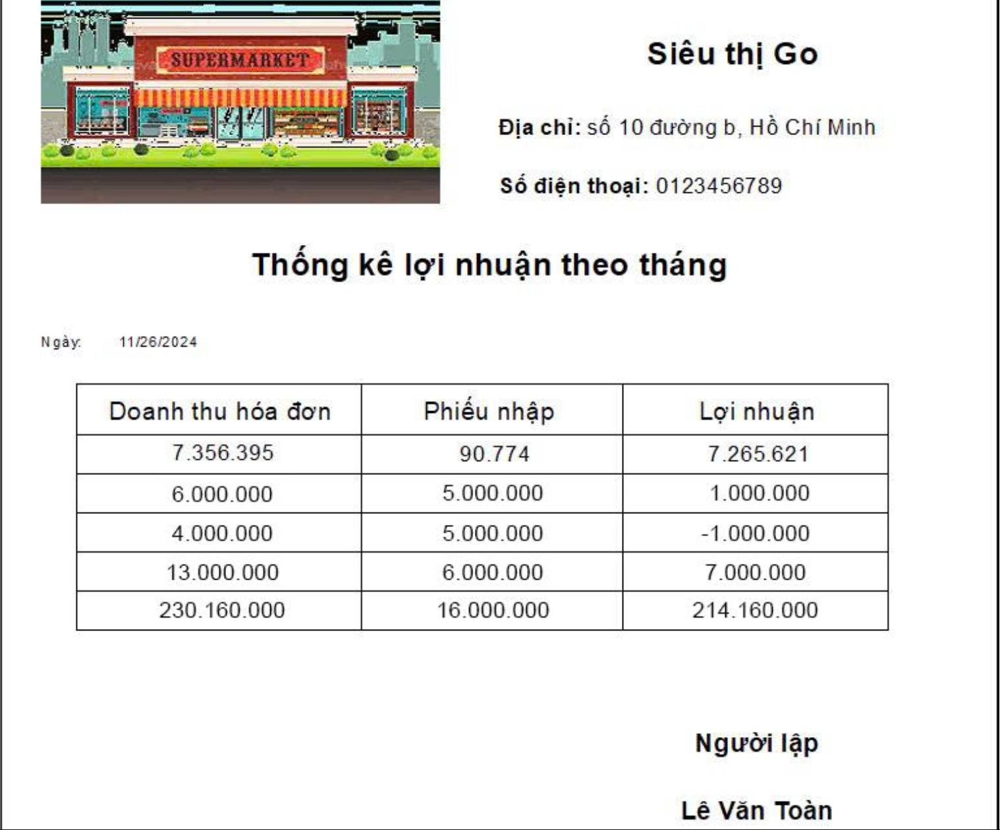 SUPERMARKET
Siêu thị Go
Địa chỉ: số 10 đường b, Hồ Chí Minh
Số điện thoại: 0123456789
Thống kê lợi nhuận theo tháng
Ngày: 11/26/2024
Doanh thu hóa đơn Phiếu nhập Lợi nhuận
7.356.395 90.774 7.265.621
6.000.000 5.000.000 1.000.000
4.000.000 5.000.000 -1.000.000
13.000.000 6.000.000 7.000.000
230.160.000 16.000.000 214.160.000
Người lập
Lê Văn Toàn